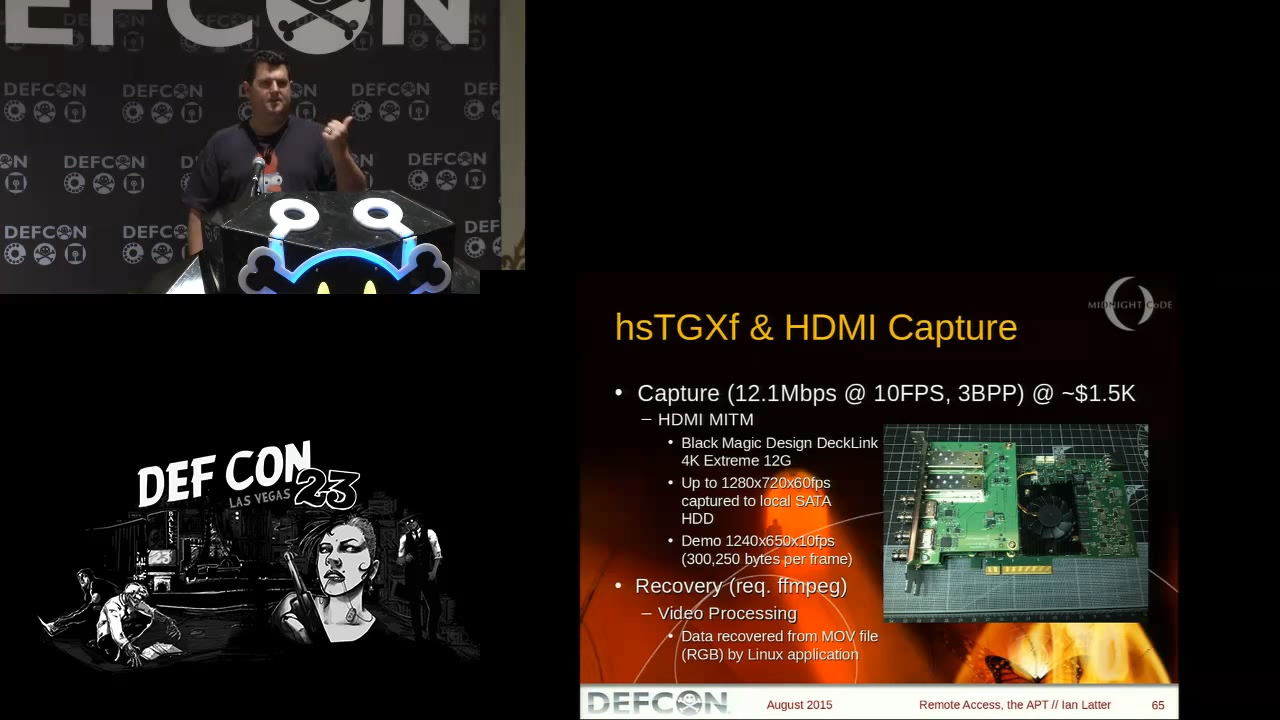 DEFCON
DEFCON DEFCON DEFCON DEF
DEFCON DEFCON
DEFCON DEFCON
hsTGXf & HDMI Capture
MIDNIGHT CODE
• Capture (12.1Mbps @ 10FPS, 3BPP) @ ~$1.5K
– HDMI MITM
• Black Magic Design DeckLink
4K Extreme 12G
• Up to 1280x720x60fps
captured to local SATA
HDD
• Demo 1240x650x10fps
(300,250 bytes per frame)
• Recovery (req. ffmpeg)
– Video Processing
• Data recovered from MOV file
(RGB) by Linux application
DEF CON 23
LAS VEGAS
BALLYS
DEFCON August 2015 Remote Access, the APT // Ian Latter 65